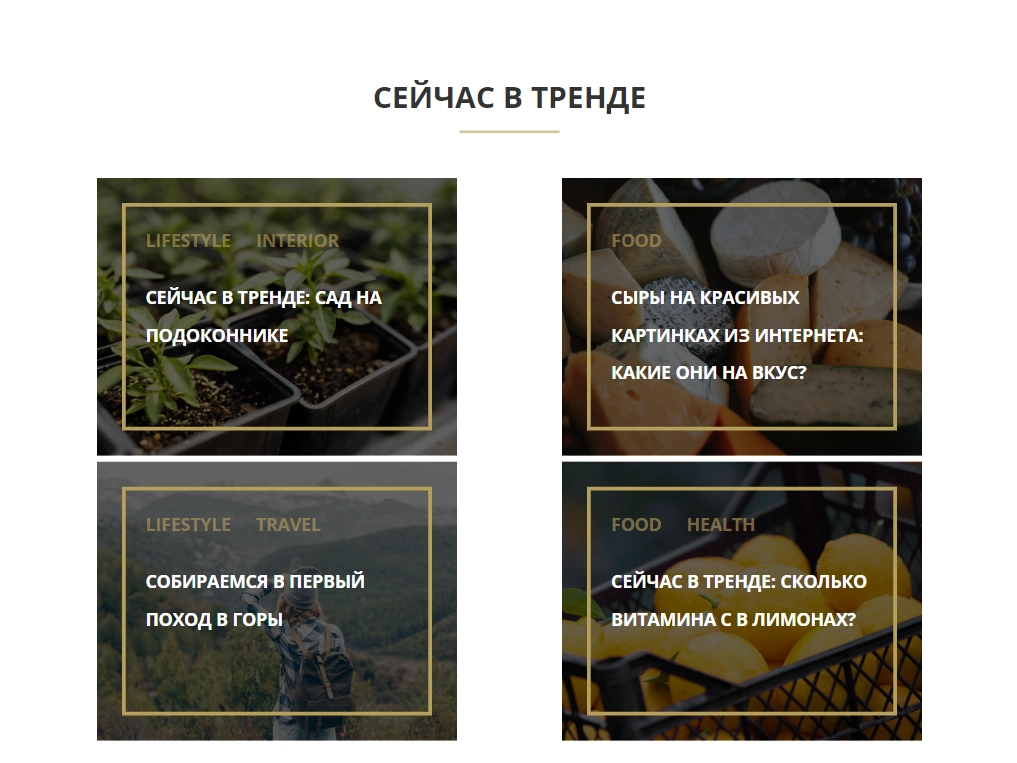 СЕЙЧАС В ТРЕНДЕ
LIFESTYLE INTERIOR
СЕЙЧАС В ТРЕНДЕ: САД НА
ПОДОКОННИКЕ
FOOD
СЫРЫ НА КРАСИВЫХ
КАРТИНКАХ ИЗ ИНТЕРНЕТА:
КАКИЕ ОНИ НА ВКУС?
LIFESTYLE TRAVEL
СОБИРАЕМСЯ В ПЕРВЫЙ
ПОХОД В ГОРЫ
FOOD HEALTH
СЕЙЧАС В ТРЕНДЕ: СКОЛЬКО
ВИТАМИНА С В ЛИМОНАХ?